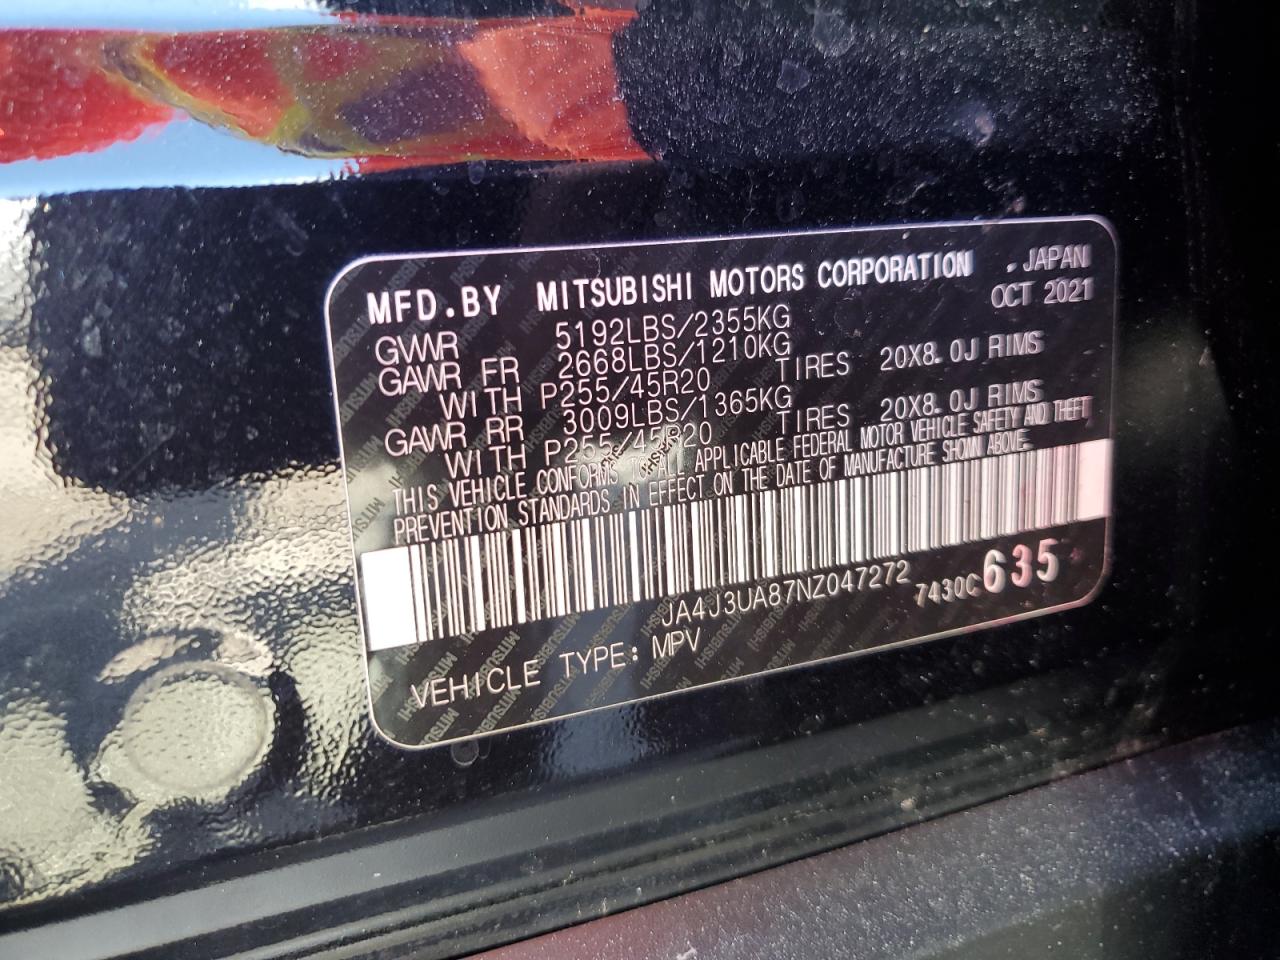 MFD.BY MITSUBISHI MOTORS CORPORATION . JAPAN
OCT 2021
GVWR 5192LBS/2355KG
GAWR FR 2668LBS/1210KG
WITH P255/45R20 TIRES 20X8.0J RIMS
GAWR RR 3009LBS/1365KG
WITH P255/45R20 TIRES 20X8.0J RIMS
THIS VEHICLE CONFORMS TO ALL APPLICABLE FEDERAL MOTOR VEHICLE SAFETY AND THEFT
PREVENTION STANDARDS IN EFFECT ON THE DATE OF MANUFACTURE SHOWN ABOVE.
JA4J3UA87NZ047272 7430C635
VEHICLE TYPE: MPV